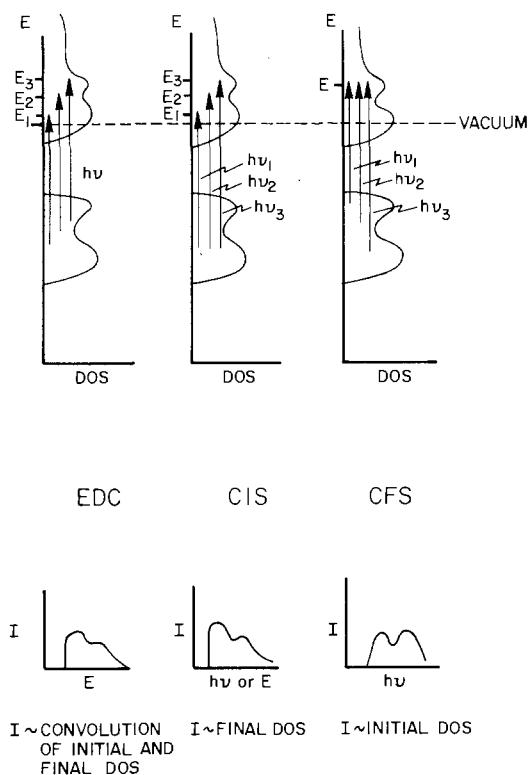 E
E₃
E₂
E₁
hν
DOS
E
E₃
E₂
E₁
hν₁
hν₂
hν₃
DOS
E
E
VACUUM
hν₁
hν₂
hν₃
DOS
EDC
CIS
CFS
I
E
I
hν or E
I
hν
I ~ CONVOLUTION
OF INITIAL AND
FINAL DOS
I ~ FINAL DOS
I ~ INITIAL DOS